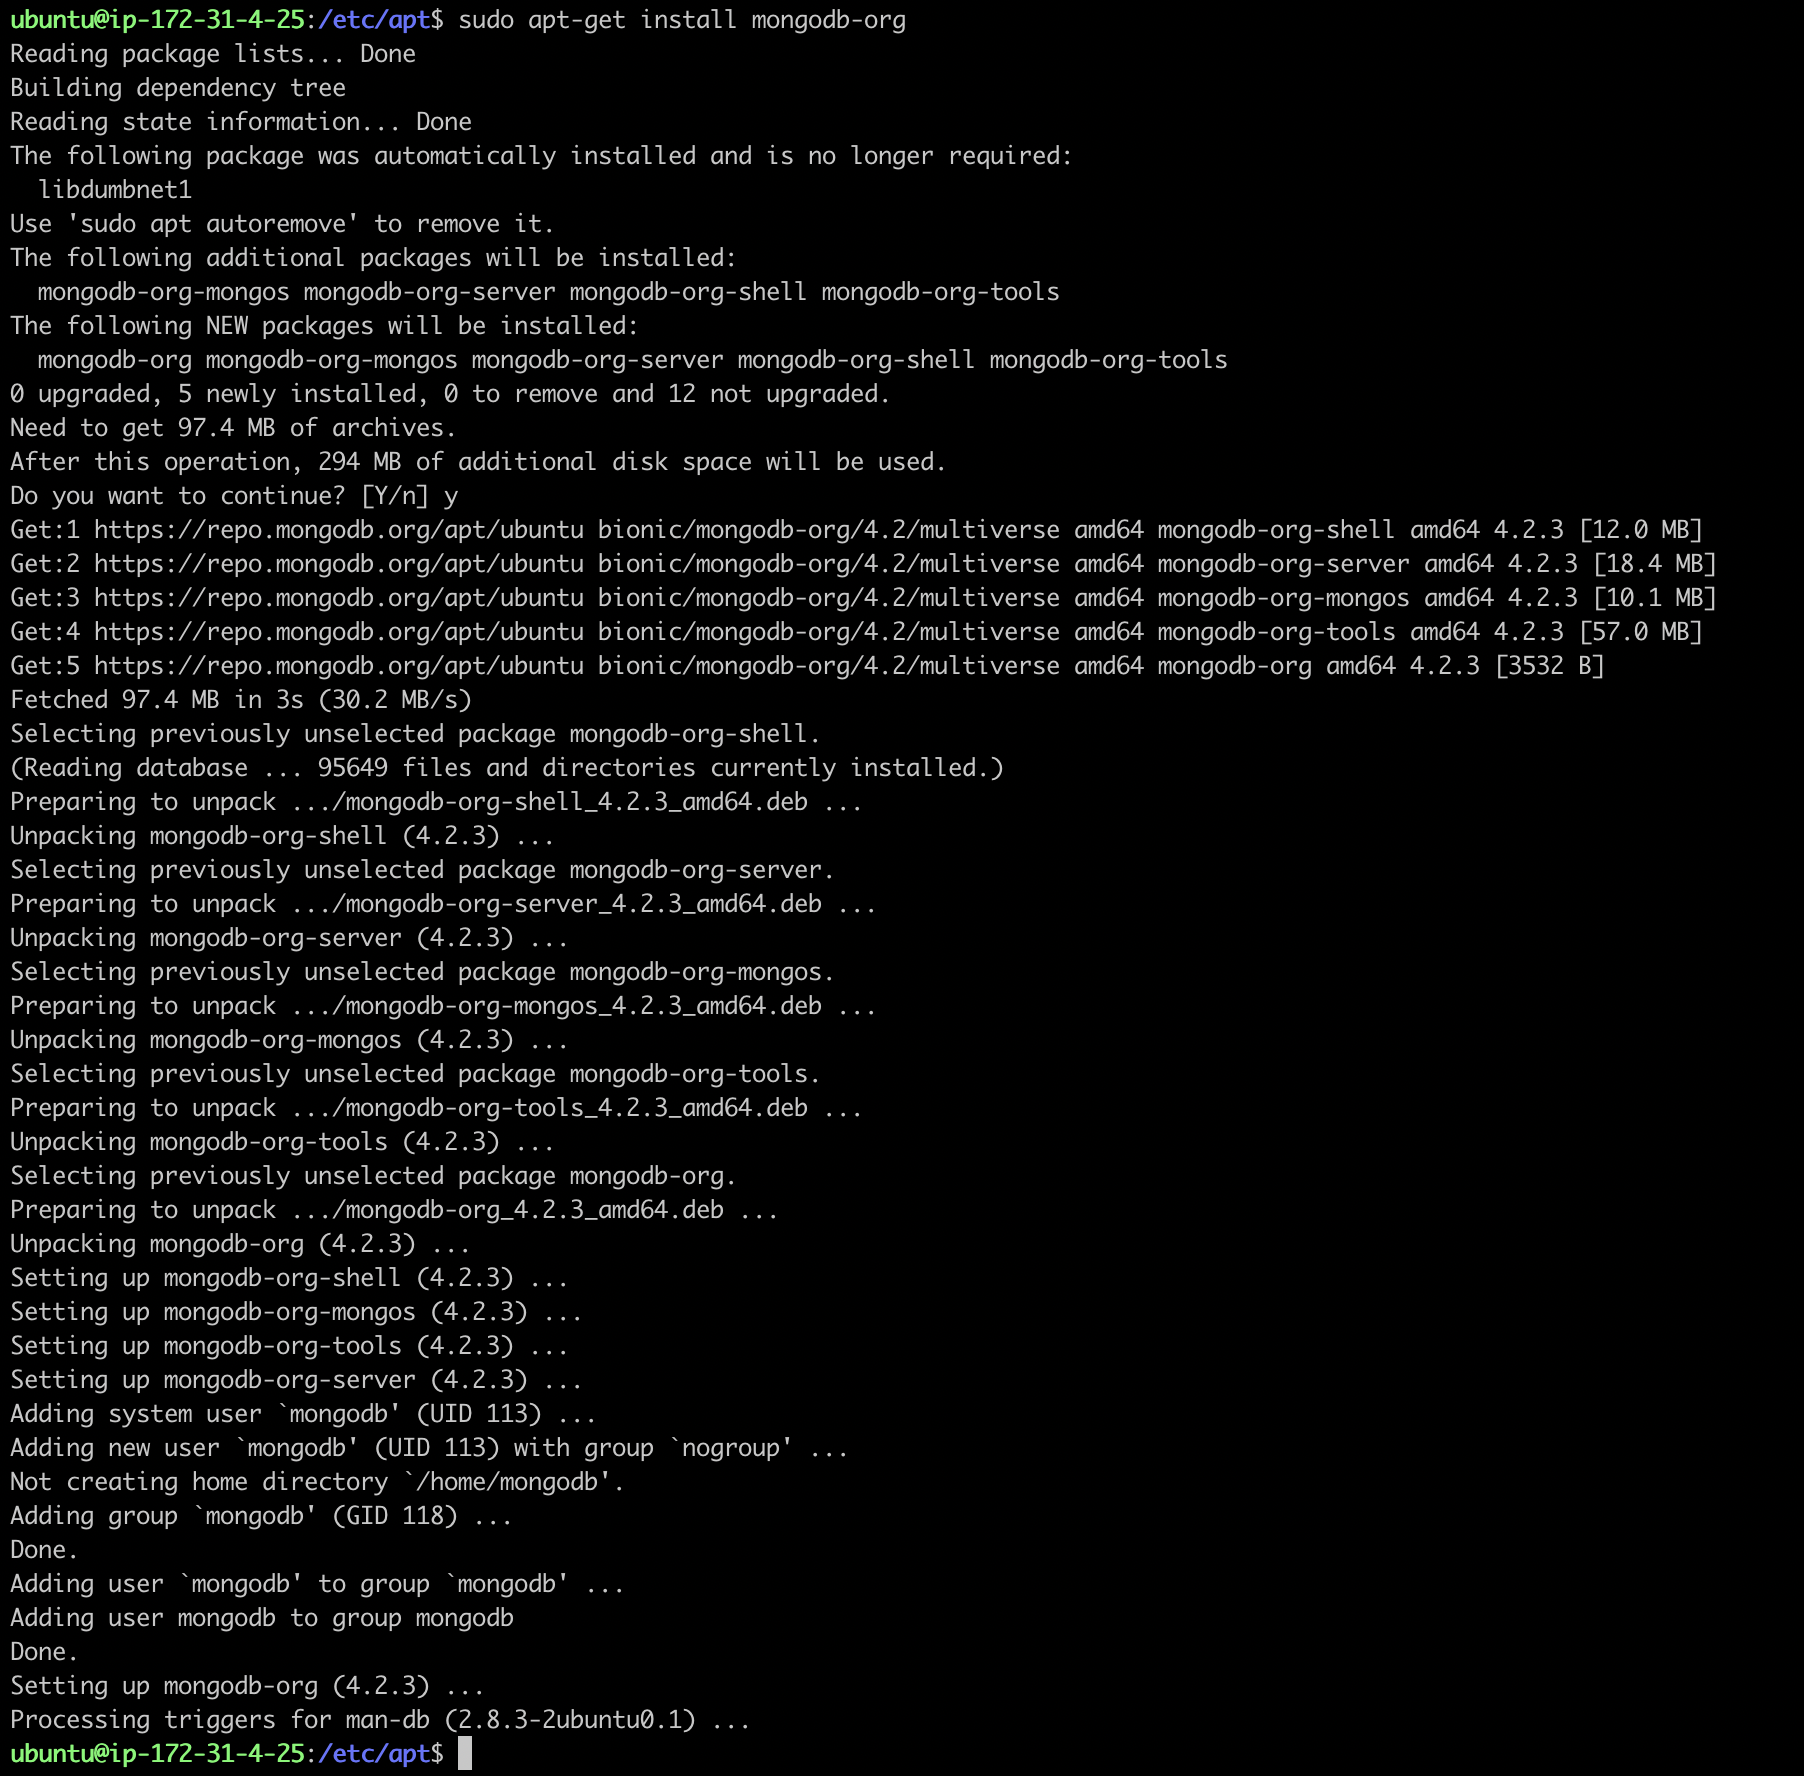 ubuntu@ip-172-31-4-25:/etc/apt$ sudo apt-get install mongodb-org
Reading package lists... Done
Building dependency tree
Reading state information... Done
The following package was automatically installed and is no longer required:
  libdumbnet1
Use 'sudo apt autoremove' to remove it.
The following additional packages will be installed:
  mongodb-org-mongos mongodb-org-server mongodb-org-shell mongodb-org-tools
The following NEW packages will be installed:
  mongodb-org mongodb-org-mongos mongodb-org-server mongodb-org-shell mongodb-org-tools
0 upgraded, 5 newly installed, 0 to remove and 12 not upgraded.
Need to get 97.4 MB of archives.
After this operation, 294 MB of additional disk space will be used.
Do you want to continue? [Y/n] y
Get:1 https://repo.mongodb.org/apt/ubuntu bionic/mongodb-org/4.2/multiverse amd64 mongodb-org-shell amd64 4.2.3 [12.0 MB]
Get:2 https://repo.mongodb.org/apt/ubuntu bionic/mongodb-org/4.2/multiverse amd64 mongodb-org-server amd64 4.2.3 [18.4 MB]
Get:3 https://repo.mongodb.org/apt/ubuntu bionic/mongodb-org/4.2/multiverse amd64 mongodb-org-mongos amd64 4.2.3 [10.1 MB]
Get:4 https://repo.mongodb.org/apt/ubuntu bionic/mongodb-org/4.2/multiverse amd64 mongodb-org-tools amd64 4.2.3 [57.0 MB]
Get:5 https://repo.mongodb.org/apt/ubuntu bionic/mongodb-org/4.2/multiverse amd64 mongodb-org amd64 4.2.3 [3532 B]
Fetched 97.4 MB in 3s (30.2 MB/s)
Selecting previously unselected package mongodb-org-shell.
(Reading database ... 95649 files and directories currently installed.)
Preparing to unpack .../mongodb-org-shell_4.2.3_amd64.deb ...
Unpacking mongodb-org-shell (4.2.3) ...
Selecting previously unselected package mongodb-org-server.
Preparing to unpack .../mongodb-org-server_4.2.3_amd64.deb ...
Unpacking mongodb-org-server (4.2.3) ...
Selecting previously unselected package mongodb-org-mongos.
Preparing to unpack .../mongodb-org-mongos_4.2.3_amd64.deb ...
Unpacking mongodb-org-mongos (4.2.3) ...
Selecting previously unselected package mongodb-org-tools.
Preparing to unpack .../mongodb-org-tools_4.2.3_amd64.deb ...
Unpacking mongodb-org-tools (4.2.3) ...
Selecting previously unselected package mongodb-org.
Preparing to unpack .../mongodb-org_4.2.3_amd64.deb ...
Unpacking mongodb-org (4.2.3) ...
Setting up mongodb-org-shell (4.2.3) ...
Setting up mongodb-org-mongos (4.2.3) ...
Setting up mongodb-org-tools (4.2.3) ...
Setting up mongodb-org-server (4.2.3) ...
Adding system user `mongodb' (UID 113) ...
Adding new user `mongodb' (UID 113) with group `nogroup' ...
Not creating home directory `/home/mongodb'.
Adding group `mongodb' (GID 118) ...
Done.
Adding user `mongodb' to group `mongodb' ...
Adding user mongodb to group mongodb
Done.
Setting up mongodb-org (4.2.3) ...
Processing triggers for man-db (2.8.3-2ubuntu0.1) ...
ubuntu@ip-172-31-4-25:/etc/apt$